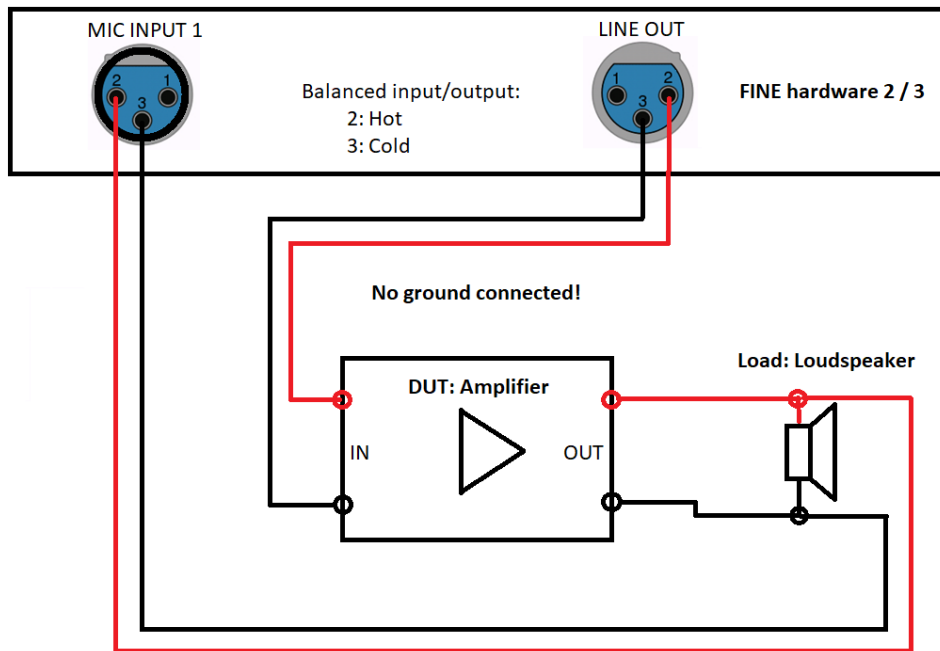 MIC INPUT 1
LINE OUT
2
1
3
Balanced input/output:
2: Hot
3: Cold
1
2
3
FINE hardware 2 / 3
No ground connected!
DUT: Amplifier
IN
OUT
Load: Loudspeaker